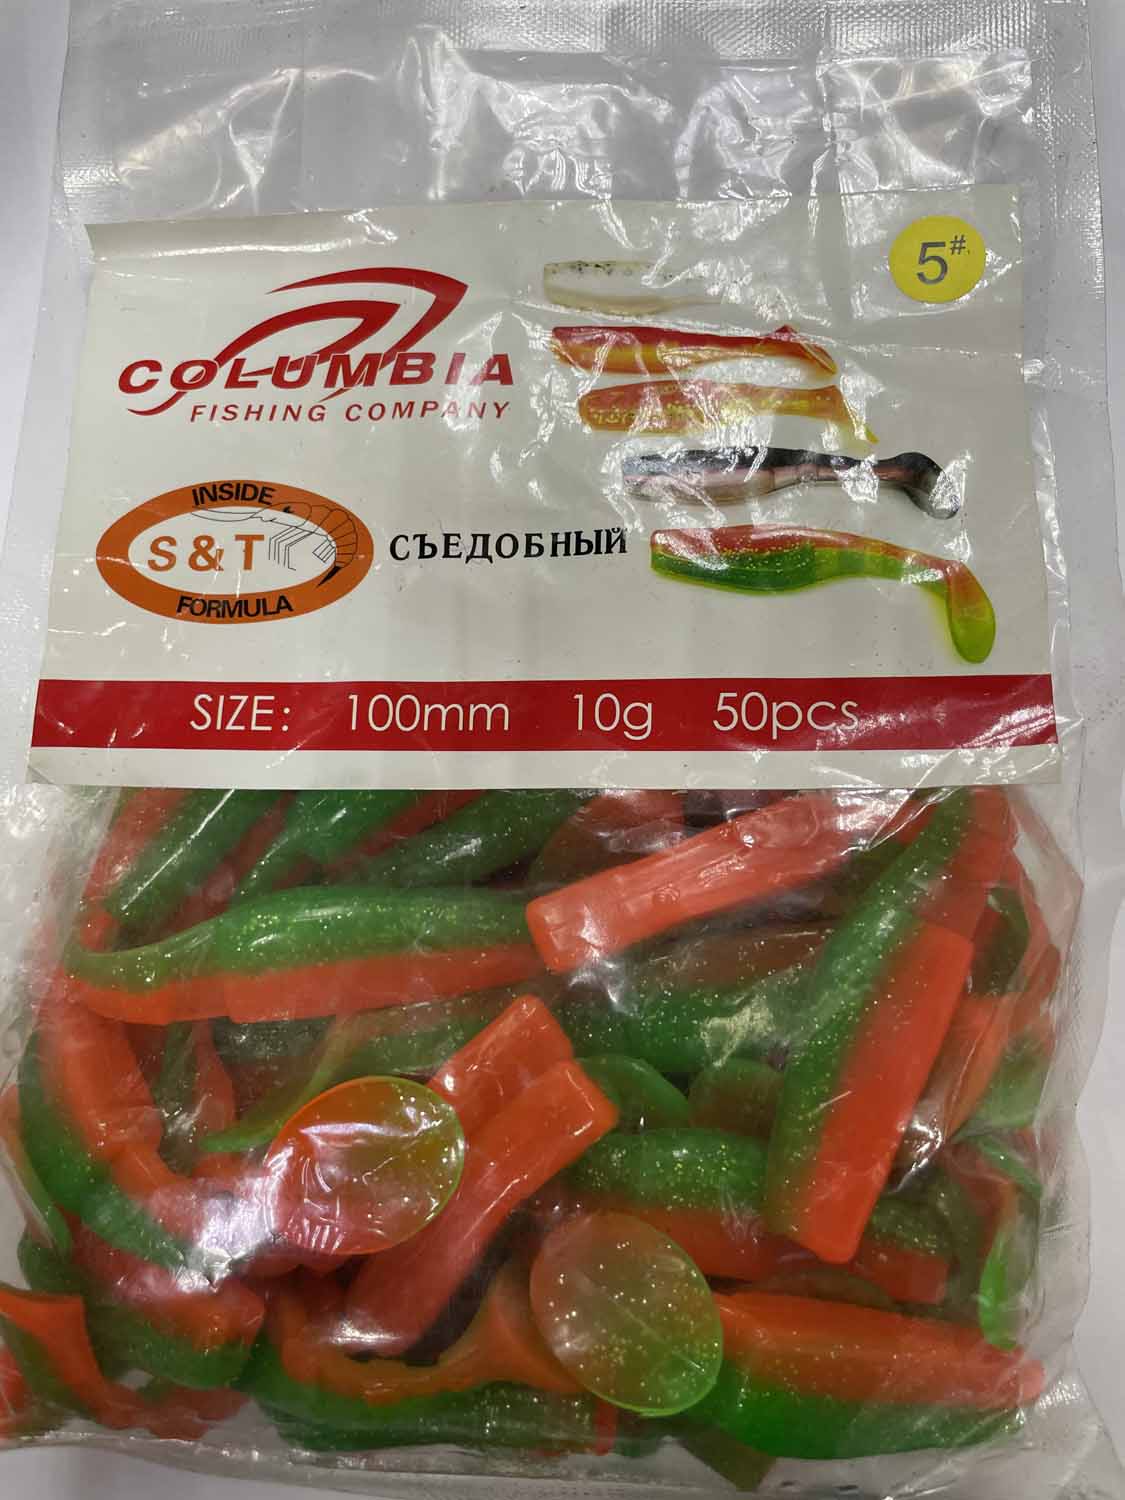 5#
COLUMBIA
FISHING COMPANY
INSIDE
S & T
FORMULA
СЪЕДОБНЫЙ
SIZE: 100mm 10g 50pcs